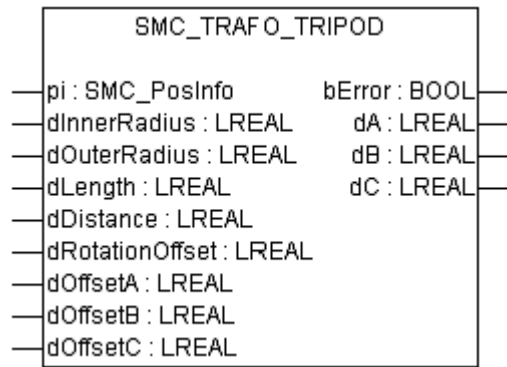 SMC_TRAFO_TRIPOD
pi : SMC_PosInfo bError : BOOL
dInnerRadius : LREAL dA : LREAL
dOuterRadius : LREAL dB : LREAL
dLength : LREAL dC : LREAL
dDistance : LREAL
dRotationOffset : LREAL
dOffsetA : LREAL
dOffsetB : LREAL
dOffsetC : LREAL